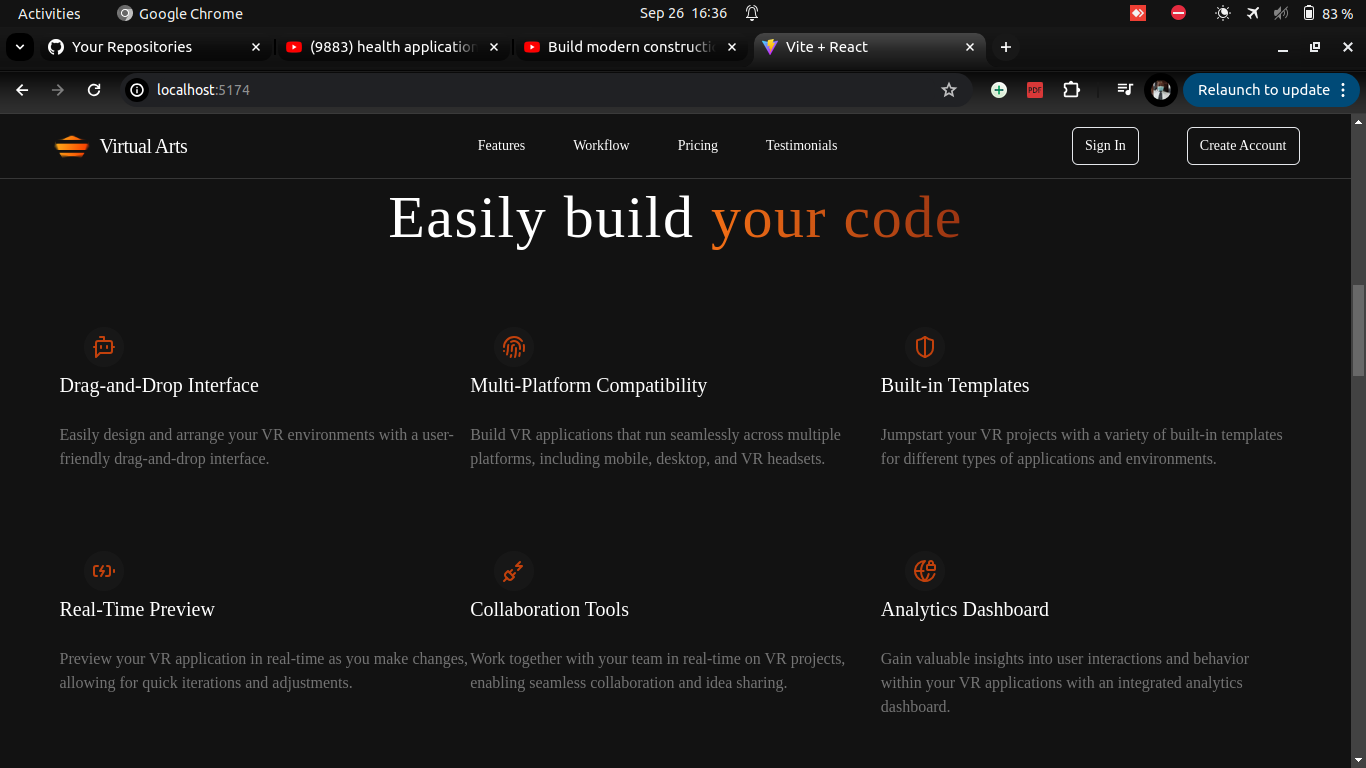 Activities Google Chrome Sep 26 16:36 83 %
Your Repositories (9883) health application Build modern constructi Vite + React
localhost:5174 PDF Relaunch to update
Virtual Arts Features Workflow Pricing Testimonials Sign In Create Account
Easily build your code
Drag-and-Drop Interface
Easily design and arrange your VR environments with a user-
friendly drag-and-drop interface.
Multi-Platform Compatibility
Build VR applications that run seamlessly across multiple
platforms, including mobile, desktop, and VR headsets.
Built-in Templates
Jumpstart your VR projects with a variety of built-in templates
for different types of applications and environments.
Real-Time Preview
Preview your VR application in real-time as you make changes,
allowing for quick iterations and adjustments.
Collaboration Tools
Work together with your team in real-time on VR projects,
enabling seamless collaboration and idea sharing.
Analytics Dashboard
Gain valuable insights into user interactions and behavior
within your VR applications with an integrated analytics
dashboard.